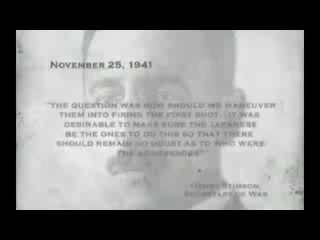 November 25, 1941
"The question was how should we maneuver
them into firing the first shot... it was
desirable to make sure the Japanese
be the ones to do this so that there
should remain no doubt as to who were
the aggressors"
-Henry Stimson,
Secretary of War